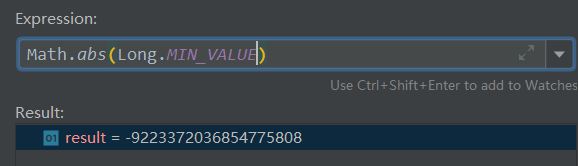 Expression:
Math.abs(Long.MIN_VALUE)
Use Ctrl+Shift+Enter to add to Watches
Result:
01 result = -9223372036854775808